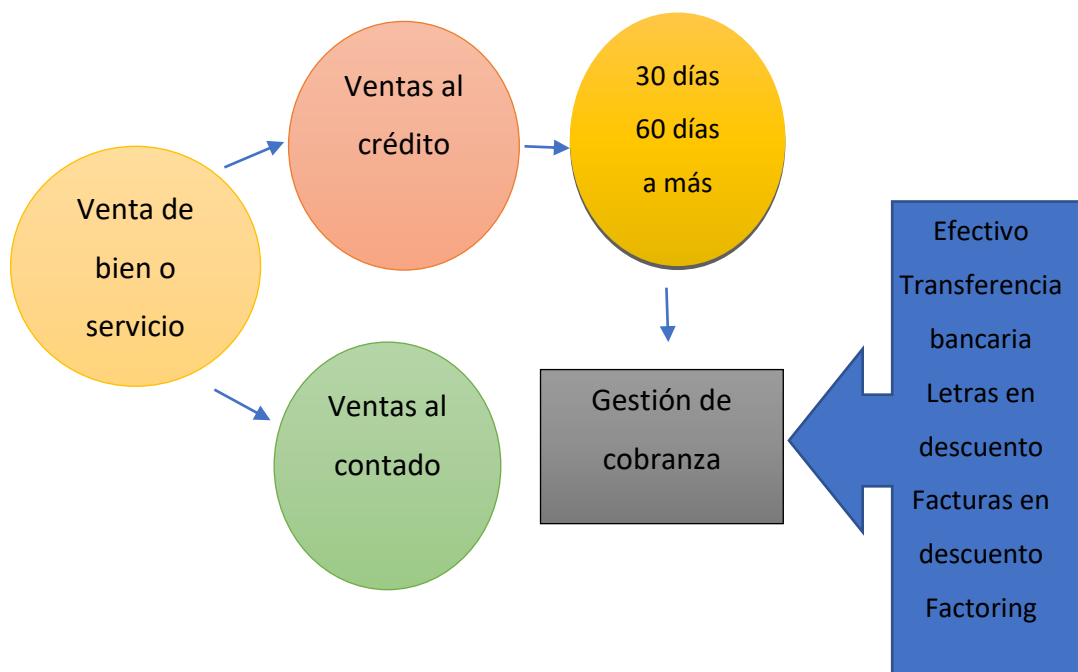 Venta de
bien o
servicio
Ventas al
crédito
30 días
60 días
a más
Ventas al
contado
Gestión de
cobranza
Efectivo
Transferencia
bancaria
Letras en
descuento
Facturas en
descuento
Factoring